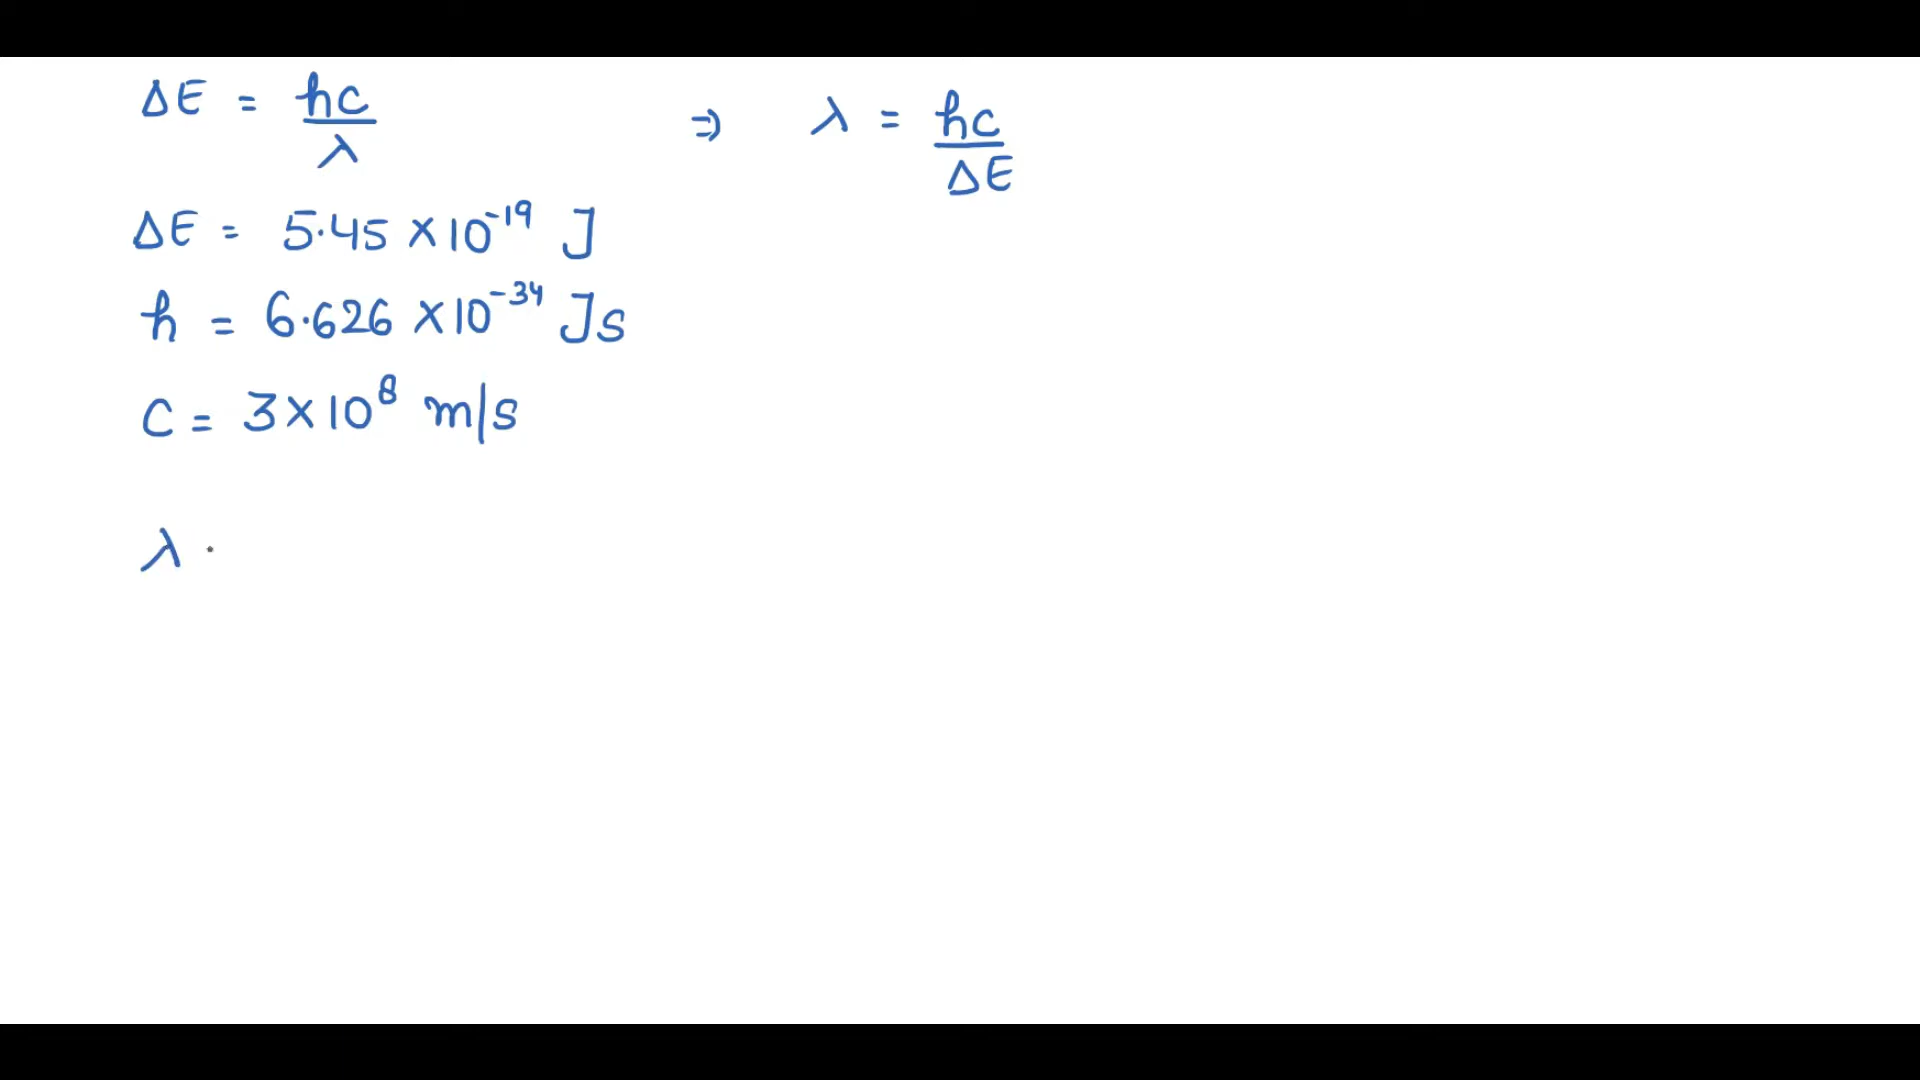 ΔE = hc/λ ⇒ λ = hc/ΔE
ΔE = 5.45 ×10⁻¹⁹ J
h = 6.626 ×10⁻³⁴ Js
C = 3×10⁸ m/s
λ